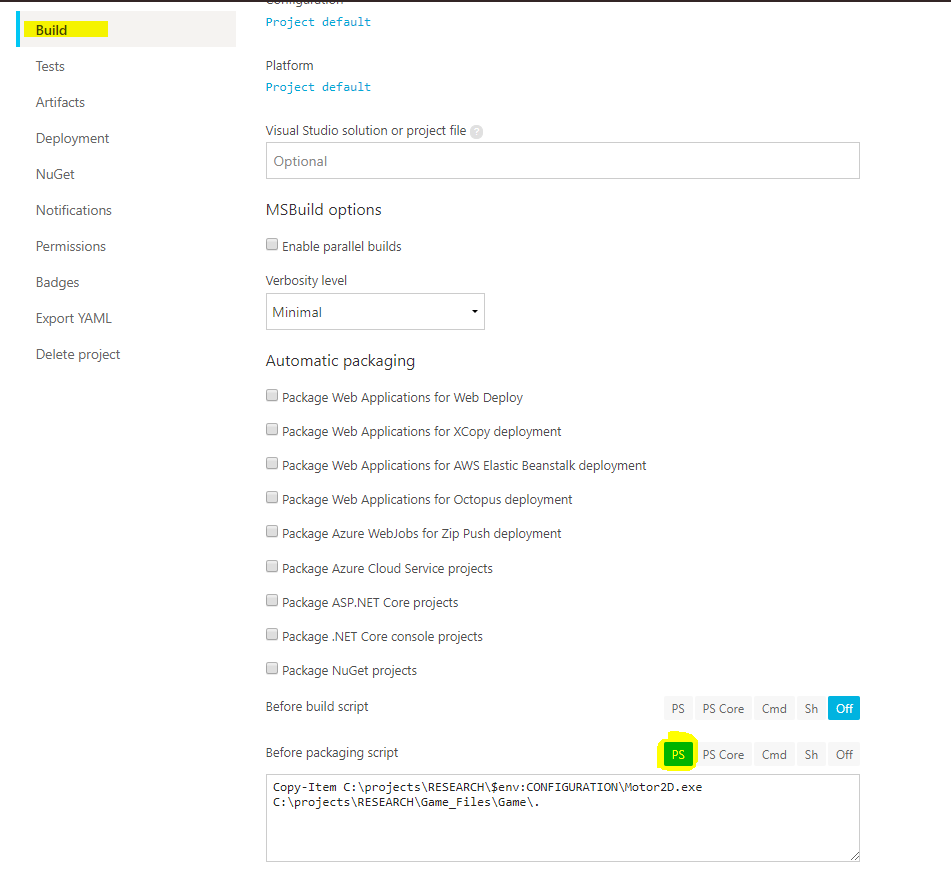 Configuration
Project default
Build
Tests
Artifacts
Deployment
NuGet
Notifications
Permissions
Badges
Export YAML
Delete project
Platform
Project default
Visual Studio solution or project file ?
Optional
MSBuild options
Enable parallel builds
Verbosity level
Minimal
Automatic packaging
Package Web Applications for Web Deploy
Package Web Applications for XCopy deployment
Package Web Applications for AWS Elastic Beanstalk deployment
Package Web Applications for Octopus deployment
Package Azure WebJobs for Zip Push deployment
Package Azure Cloud Service projects
Package ASP.NET Core projects
Package .NET Core console projects
Package NuGet projects
Before build script PS PS Core Cmd Sh Off
Before packaging script PS PS Core Cmd Sh Off
Copy-Item C:\projects\RESEARCH\$env:CONFIGURATION\Motor2D.exe
C:\projects\RESEARCH\Game_Files\Game\.